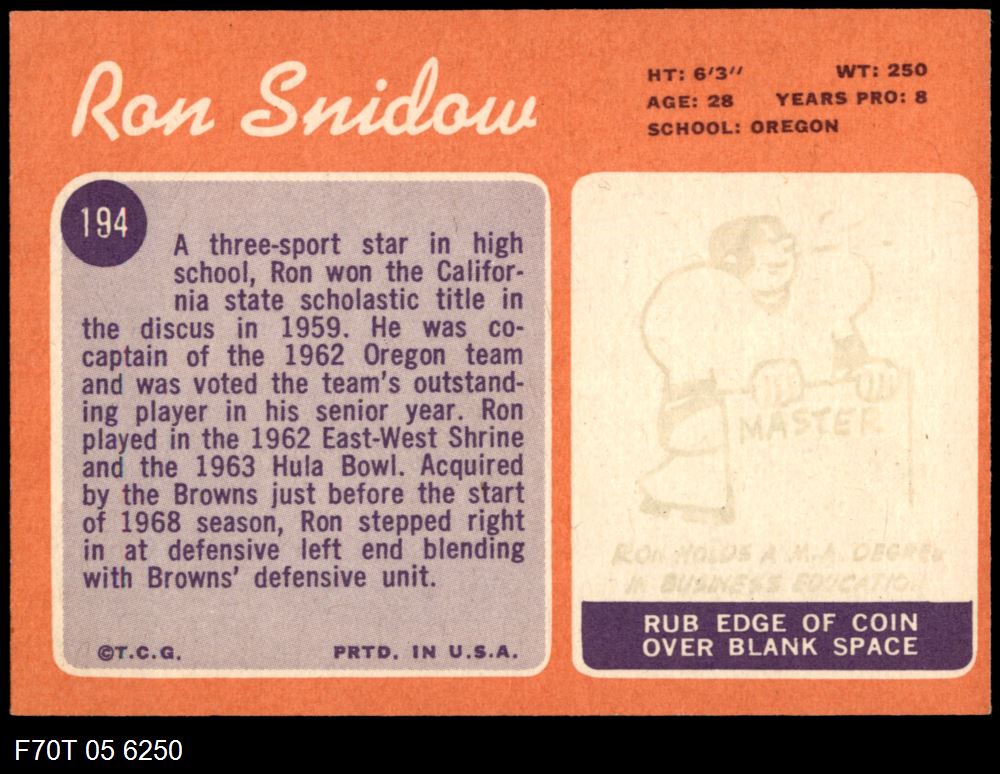 Ron Snidow
HT: 6'3" WT: 250
AGE: 28 YEARS PRO: 8
SCHOOL: OREGON
194
A three-sport star in high
school, Ron won the Califor-
nia state scholastic title in
the discus in 1959. He was co-
captain of the 1962 Oregon team
and was voted the team's outstand-
ing player in his senior year. Ron
played in the 1962 East-West Shrine
and the 1963 Hula Bowl. Acquired
by the Browns just before the start
of 1968 season, Ron stepped right
in at defensive left end blending
with Browns' defensive unit.
©T.C.G. PRTD. IN U.S.A.
MASTER
RON HOLDS A M.A. DEGREE
IN BUSINESS EDUCATION
RUB EDGE OF COIN
OVER BLANK SPACE
F70T 05 6250